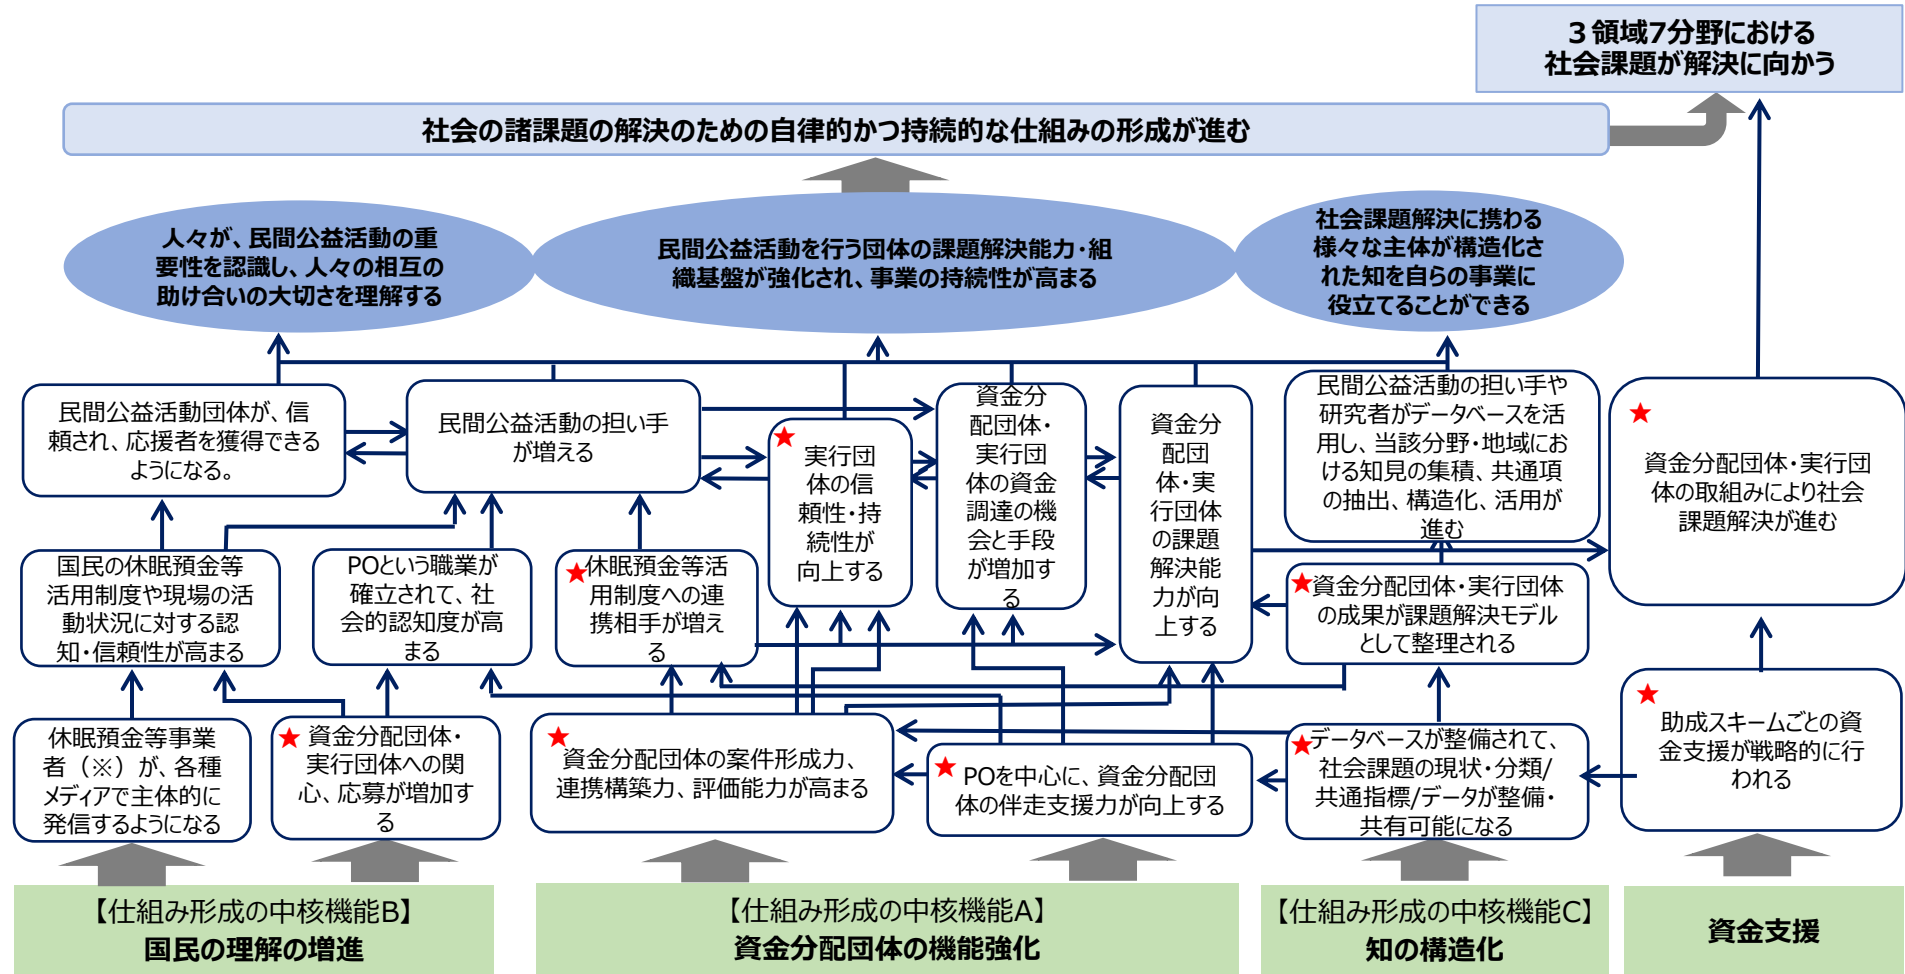 3領域7分野における
社会課題が解決に向かう
社会の諸課題の解決のための自律的かつ持続的な仕組みの形成が進む
人々が、民間公益活動の重
要性を認識し、人々の相互の
助け合いの大切さを理解する
民間公益活動を行う団体の課題解決能力・組
織基盤が強化され、事業の持続性が高まる
社会課題解決に携わる
様々な主体が構造化さ
れた知を自らの事業に
役立てることができる
民間公益活動団体が、信
頼され、応援者を獲得できる
ようになる。
民間公益活動の担い手
が増える
★
実行団
体の信
頼性・持
続性が
向上する
資金分
配団体・
実行団
体の資金
調達の機
会と手段
が増加す
る
資金分
配団
体・実
行団体
の課題
解決能
力が向
上する
民間公益活動の担い手や
研究者がデータベースを活
用し、当該分野・地域にお
ける知見の集積、共通項
の抽出、構造化、活用が
進む
★
資金分配団体・実行団
体の取組みにより社会
課題解決が進む
国民の休眠預金等
活用制度や現場の活
動状況に対する認
知・信頼性が高まる
POという職業が
確立されて、社
会的認知度が高
まる
★休眠預金等活
用制度への連
携相手が増え
る
★資金分配団体・実行団体
の成果が課題解決モデル
として整理される
休眠預金等事業
者（※）が、各種
メディアで主体的に
発信するようになる
★ 資金分配団体・
実行団体への関
心、応募が増加す
る
★
資金分配団体の案件形成力、
連携構築力、評価能力が高まる
★ POを中心に、資金分配団
体の伴走支援力が向上する
★データベースが整備されて、
社会課題の現状・分類/
共通指標/データが整備・
共有可能になる
★
助成スキームごとの資
金支援が戦略的に行
われる
【仕組み形成の中核機能B】
国民の理解の増進
【仕組み形成の中核機能A】
資金分配団体の機能強化
【仕組み形成の中核機能C】
知の構造化
資金支援